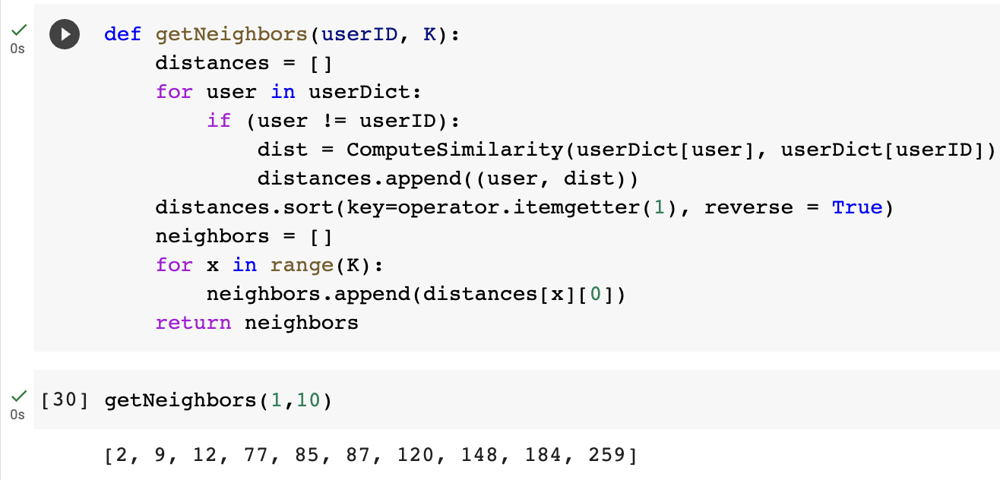 0s
def getNeighbors(userID, K):
    distances = []
    for user in userDict:
        if (user != userID):
            dist = ComputeSimilarity(userDict[user], userDict[userID])
            distances.append((user, dist))
    distances.sort(key=operator.itemgetter(1), reverse = True)
    neighbors = []
    for x in range(K):
        neighbors.append(distances[x][0])
    return neighbors
0s
[30] getNeighbors(1,10)
[2, 9, 12, 77, 85, 87, 120, 148, 184, 259]